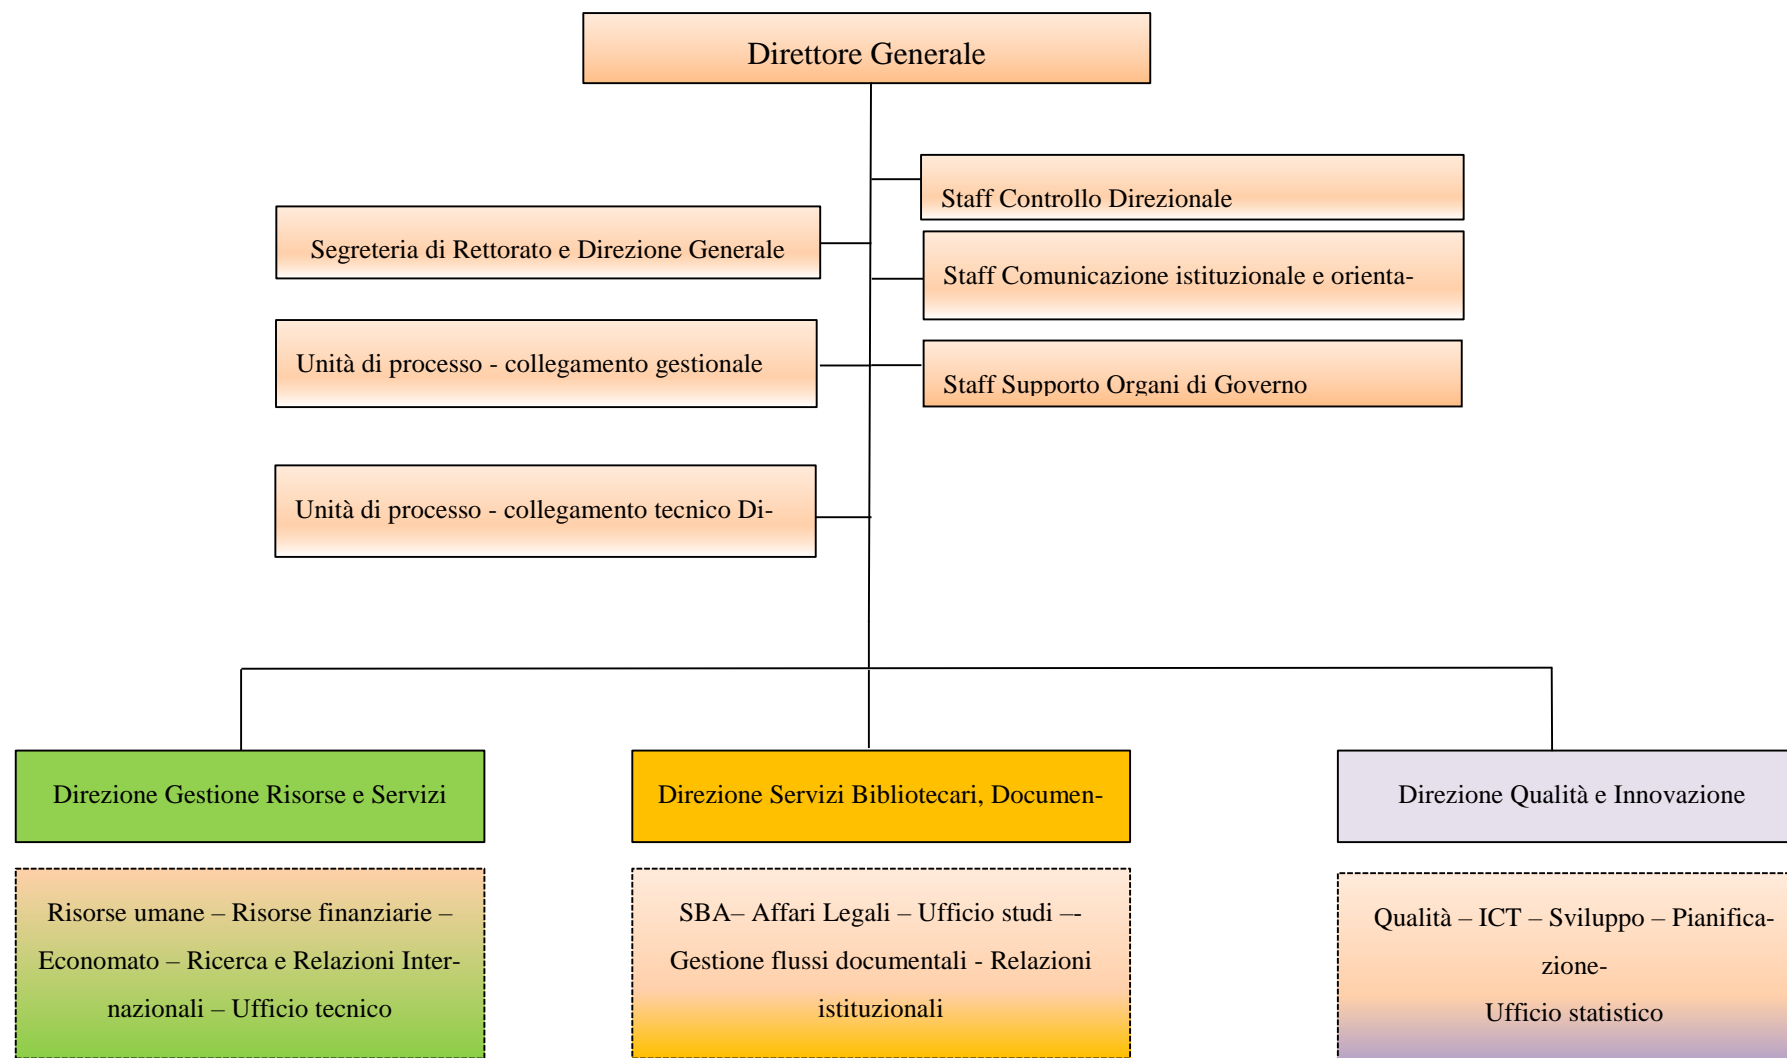 Direttore Generale
Staff Controllo Direzionale
Segreteria di Rettorato e Direzione Generale
Staff Comunicazione istituzionale e orienta-
Unità di processo - collegamento gestionale
Staff Supporto Organi di Governo
Unità di processo - collegamento tecnico Di-
Direzione Gestione Risorse e Servizi
Direzione Servizi Bibliotecari, Documen-
Direzione Qualità e Innovazione
Risorse umane – Risorse finanziarie –
Economato – Ricerca e Relazioni Inter-
nazionali – Ufficio tecnico
SBA– Affari Legali – Ufficio studi –-
Gestione flussi documentali - Relazioni
istituzionali
Qualità – ICT – Sviluppo – Pianifica-
zione-
Ufficio statistico